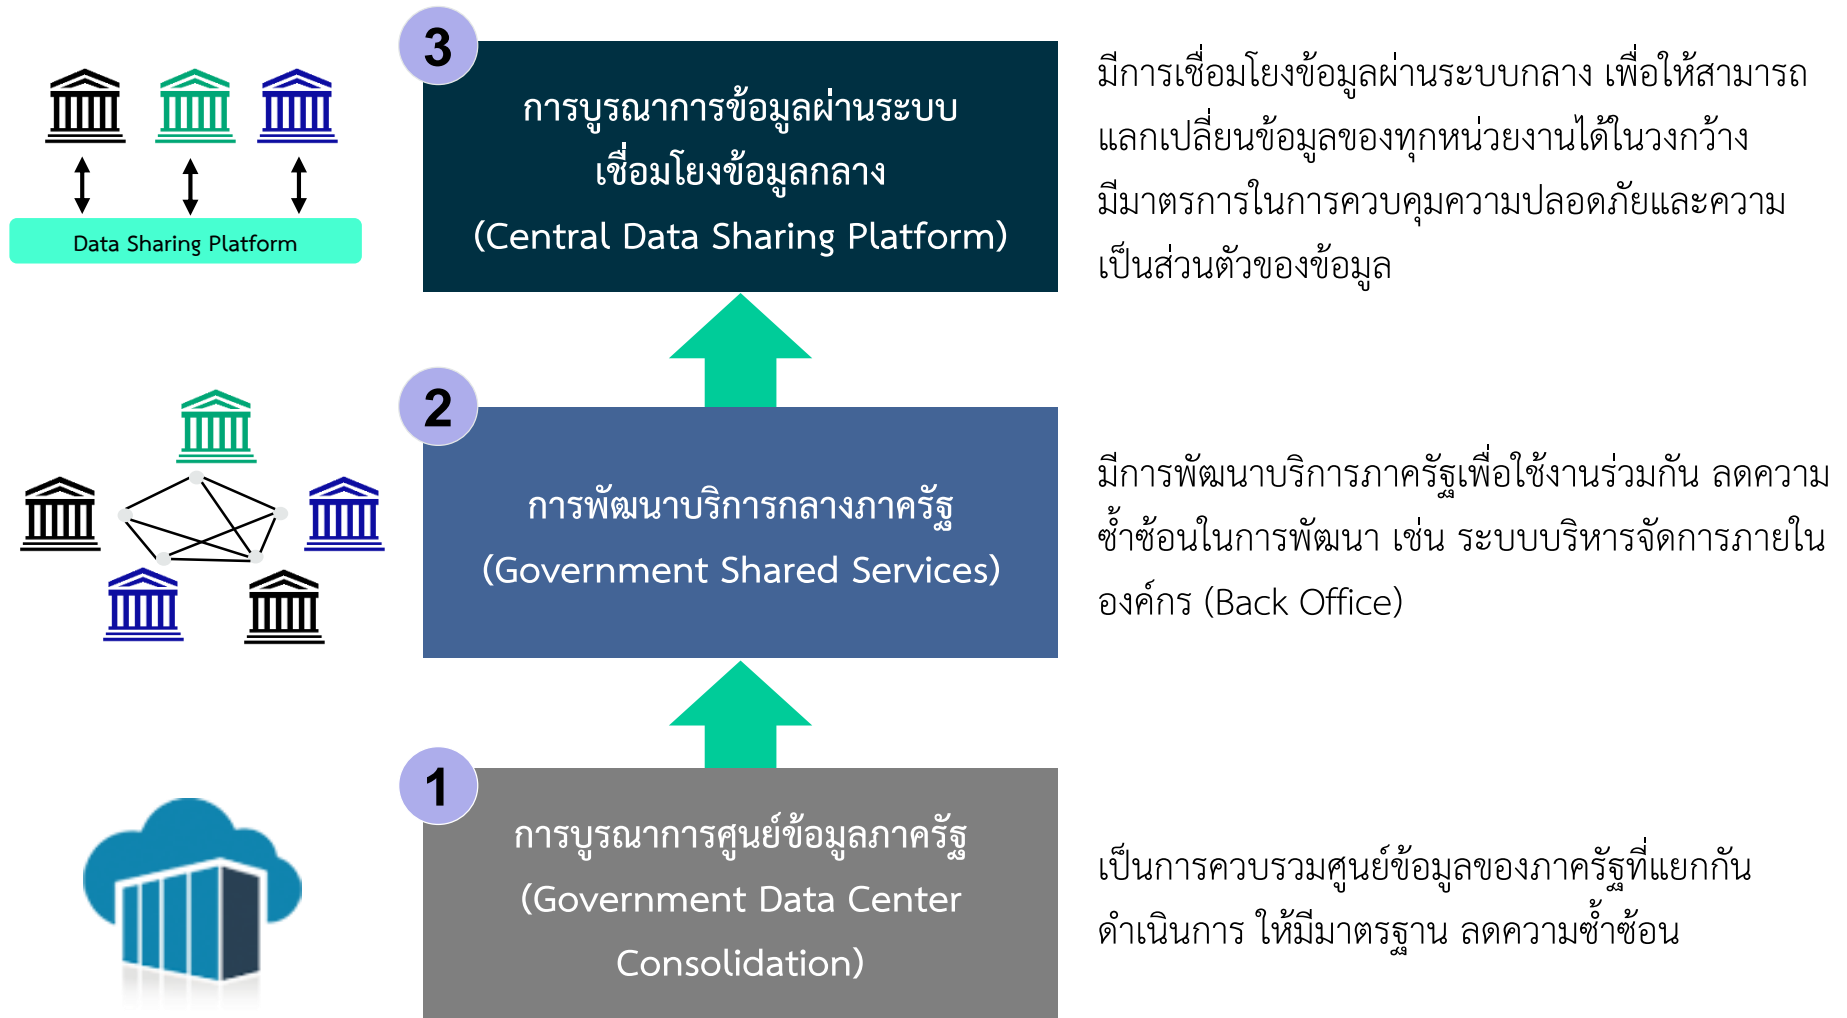 3
การบูรณาการข้อมูลผ่านระบบ
เชื่อมโยงข้อมูลกลาง
(Central Data Sharing Platform)
Data Sharing Platform
มีการเชื่อมโยงข้อมูลผ่านระบบกลาง เพื่อให้สามารถ
แลกเปลี่ยนข้อมูลของทุกหน่วยงานได้ในวงกว้าง
มีมาตรการในการควบคุมความปลอดภัยและความ
เป็นส่วนตัวของข้อมูล
2
การพัฒนาบริการกลางภาครัฐ
(Government Shared Services)
มีการพัฒนาบริการภาครัฐเพื่อใช้งานร่วมกัน ลดความ
ซ้ำซ้อนในการพัฒนา เช่น ระบบบริหารจัดการภายใน
องค์กร (Back Office)
1
การบูรณาการศูนย์ข้อมูลภาครัฐ
(Government Data Center
Consolidation)
เป็นการควบรวมศูนย์ข้อมูลของภาครัฐที่แยกกัน
ดำเนินการ ให้มีมาตรฐาน ลดความซ้ำซ้อน